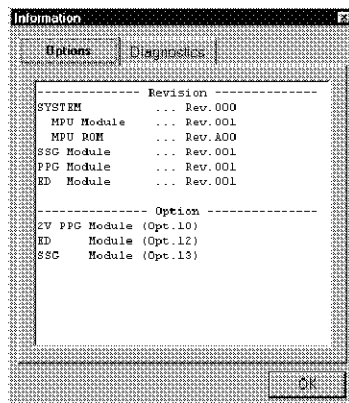 Information
Options Diagnostics
------------- Revision -------------
SYSTEM ... Rev.000
MPU Module ... Rev.001
MPU ROM ... Rev.A00
SSG Module ... Rev.001
PPG Module ... Rev.001
ED Module ... Rev.001
-------------- Option --------------
2V PPG Module (Opt.10)
ED Module (Opt.12)
SSG Module (Opt.13)
OK